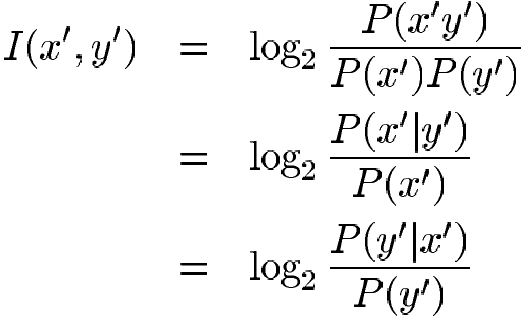 I(x′, y′) = log₂ P(x′y′) / P(x′)P(y′)
= log₂ P(x′|y′) / P(x′)
= log₂ P(y′|x′) / P(y′)